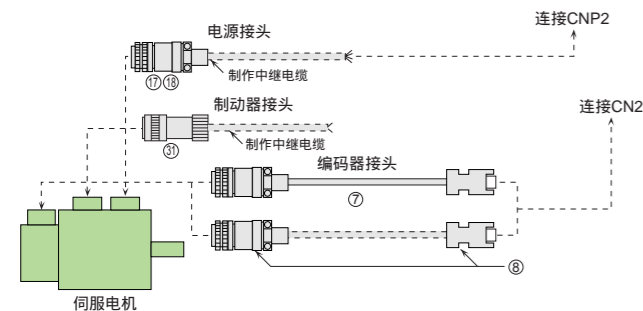 电源接头
连接CNP2
⑰⑱
制作中继电缆
制动器接头
连接CN2
㉛
制作中继电缆
编码器接头
⑦
⑧
伺服电机